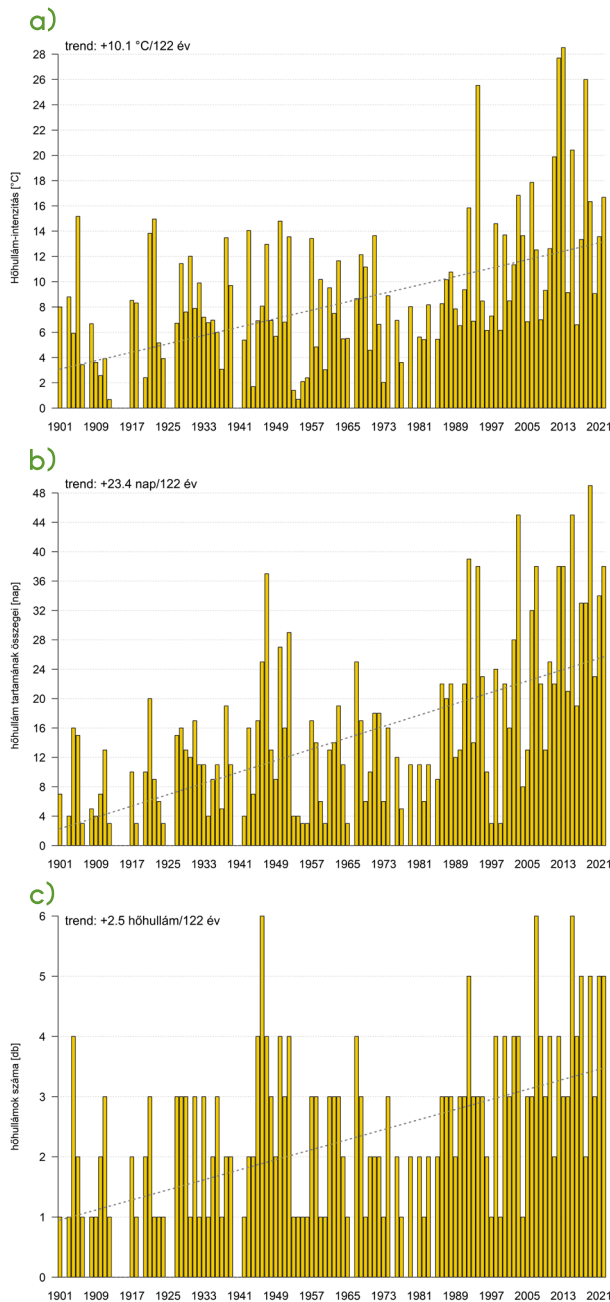 a)
trend: +10.1 °C/122 év
Hőhullám-intenzitás [°C]
28
26
24
22
20
18
16
14
12
10
8
6
4
2
0
1901 1909 1917 1925 1933 1941 1949 1957 1965 1973 1981 1989 1997 2005 2013 2021
b)
trend: +23.4 nap/122 év
hőhullám tartamának összegei [nap]
48
44
40
36
32
28
24
20
16
12
8
4
0
1901 1909 1917 1925 1933 1941 1949 1957 1965 1973 1981 1989 1997 2005 2013 2021
c)
trend: +2.5 hőhullám/122 év
hőhullámok száma [db]
6
5
4
3
2
1
0
1901 1909 1917 1925 1933 1941 1949 1957 1965 1973 1981 1989 1997 2005 2013 2021